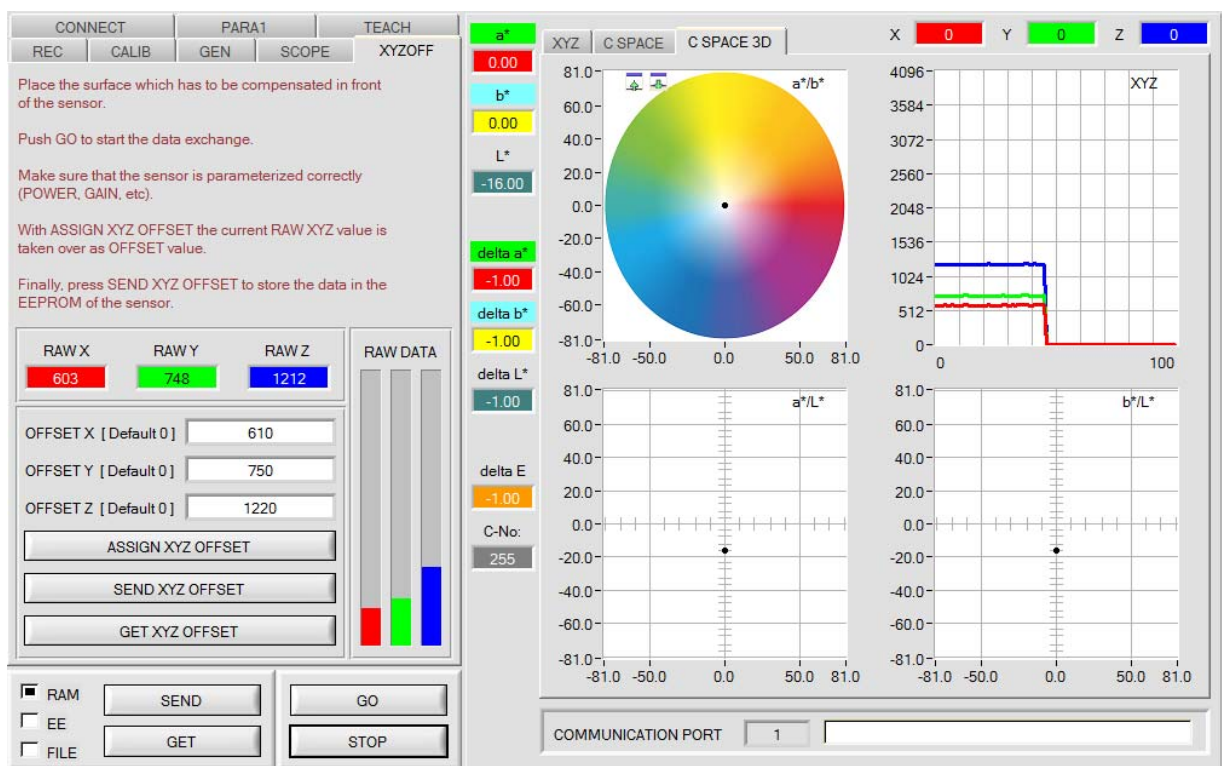 CONNECT PARA1 TEACH
REC CALIB GEN SCOPE XYZOFF
Place the surface which has to be compensated in front
of the sensor.
Push GO to start the data exchange.
Make sure that the sensor is parameterized correctly
(POWER, GAIN, etc).
With ASSIGN XYZ OFFSET the current RAW XYZ value is
taken over as OFFSET value.
Finally, press SEND XYZ OFFSET to store the data in the
EEPROM of the sensor.
RAW X RAW Y RAW Z
603 748 1212
RAW DATA
OFFSET X [ Default 0 ] 610
OFFSET Y [ Default 0 ] 750
OFFSET Z [ Default 0 ] 1220
ASSIGN XYZ OFFSET
SEND XYZ OFFSET
GET XYZ OFFSET
RAM
EE
FILE
SEND
GET
GO
STOP
a*
0.00
b*
0.00
L*
-16.00
delta a*
-1.00
delta b*
-1.00
delta L*
-1.00
delta E
-1.00
C-No:
255
XYZ C SPACE C SPACE 3D
X 0 Y 0 Z 0
a*/b*
81.0
60.0
40.0
20.0
0.0
-20.0
-40.0
-60.0
-81.0
-81.0 -50.0 0.0 50.0 81.0
XYZ
4096
3584
3072
2560
2048
1536
1024
512
0
0 100
a*/L*
81.0
60.0
40.0
20.0
0.0
-20.0
-40.0
-60.0
-81.0
-81.0 -50.0 0.0 50.0 81.0
b*/L*
81.0
60.0
40.0
20.0
0.0
-20.0
-40.0
-60.0
-81.0
-81.0 -50.0 0.0 50.0 81.0
COMMUNICATION PORT 1